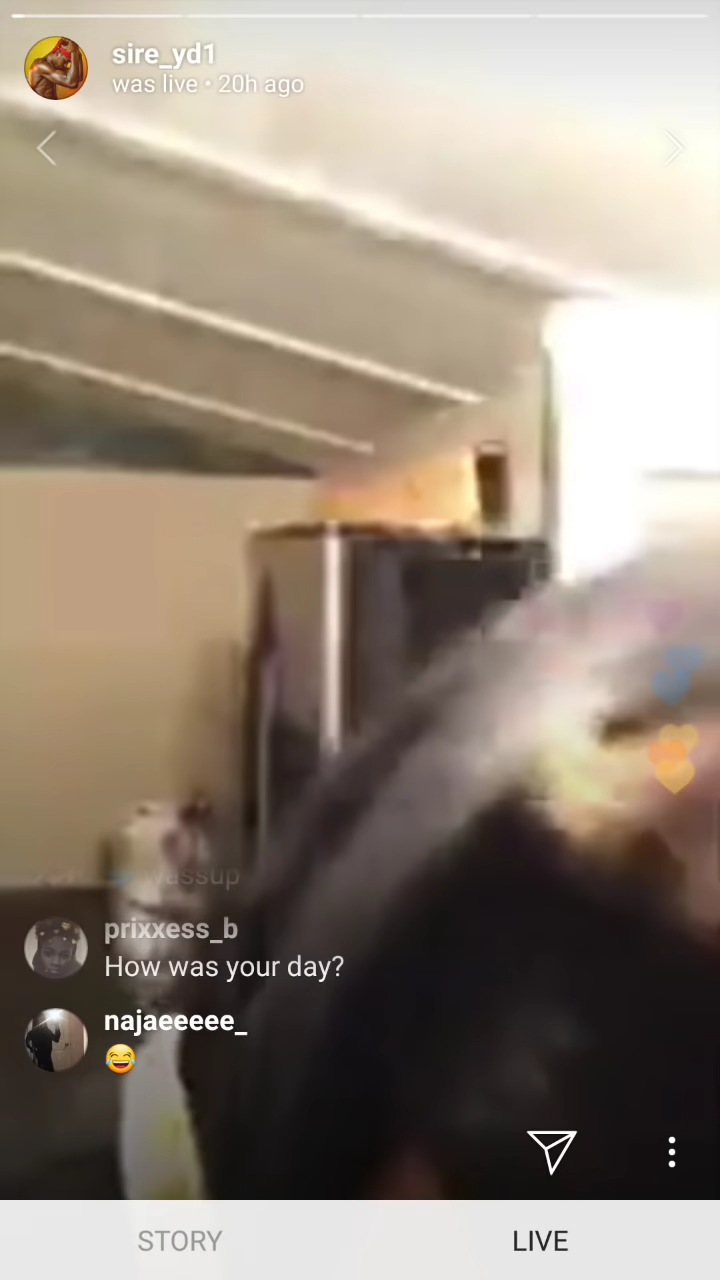 sire_yd1
was live • 20h ago
wassup
prixxess_b
How was your day?
najaeeeee_
😂
STORY
LIVE